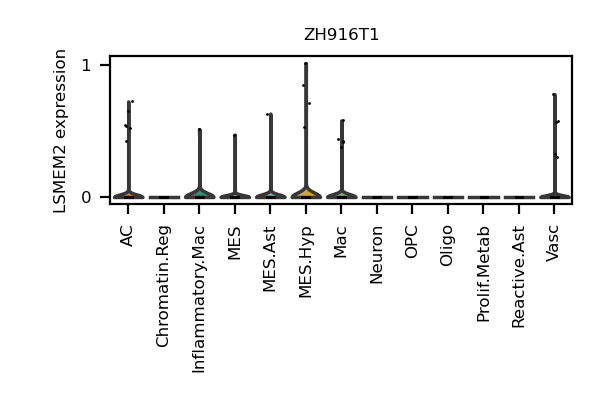 ZH916T1
LSMEM2 expression
1
0
AC
Chromatin.Reg
Inflammatory.Mac
MES
MES.Ast
MES.Hyp
Mac
Neuron
OPC
Oligo
Prolif.Metab
Reactive.Ast
Vasc